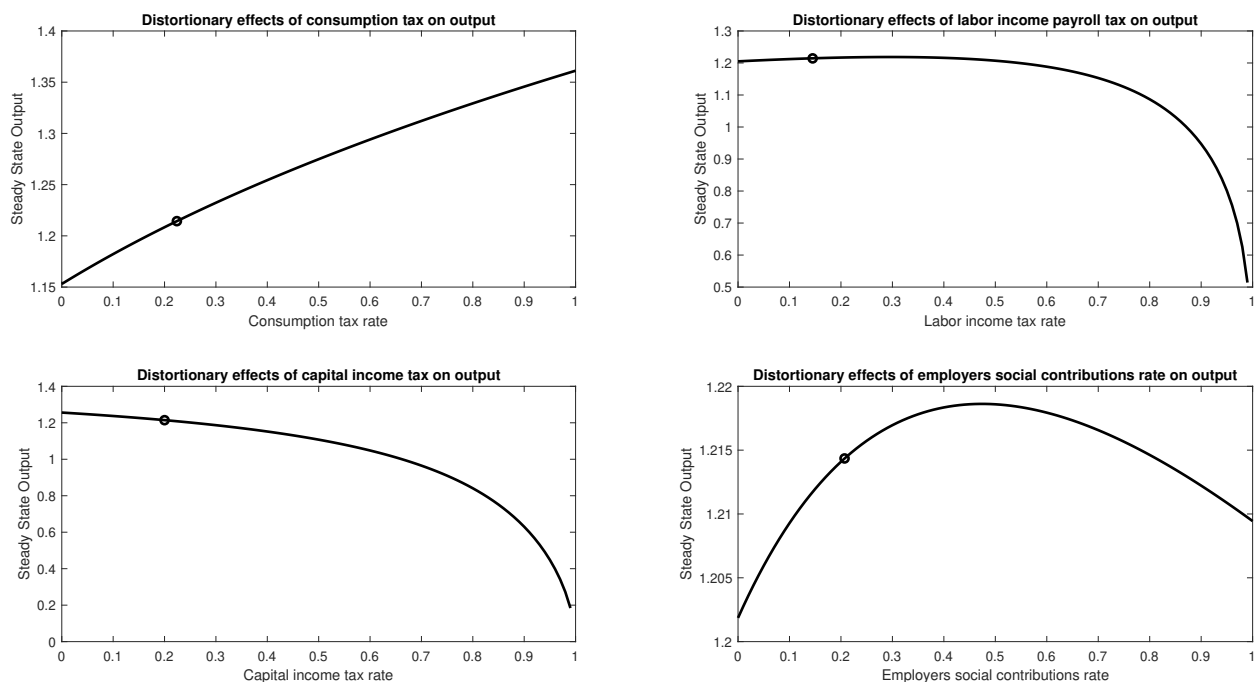 Distortionary effects of consumption tax on output
1.4
1.35
1.3
1.25
1.2
1.15
Steady State Output
0 0.1 0.2 0.3 0.4 0.5 0.6 0.7 0.8 0.9 1
Consumption tax rate
Distortionary effects of labor income payroll tax on output
1.3
1.2
1.1
1
0.9
0.8
0.7
0.6
0.5
Steady State Output
0 0.1 0.2 0.3 0.4 0.5 0.6 0.7 0.8 0.9 1
Labor income tax rate
Distortionary effects of capital income tax on output
1.4
1.2
1
0.8
0.6
0.4
0.2
0
Steady State Output
0 0.1 0.2 0.3 0.4 0.5 0.6 0.7 0.8 0.9 1
Capital income tax rate
Distortionary effects of employers social contributions rate on output
1.22
1.215
1.21
1.205
1.2
Steady State Output
0 0.1 0.2 0.3 0.4 0.5 0.6 0.7 0.8 0.9 1
Employers social contributions rate